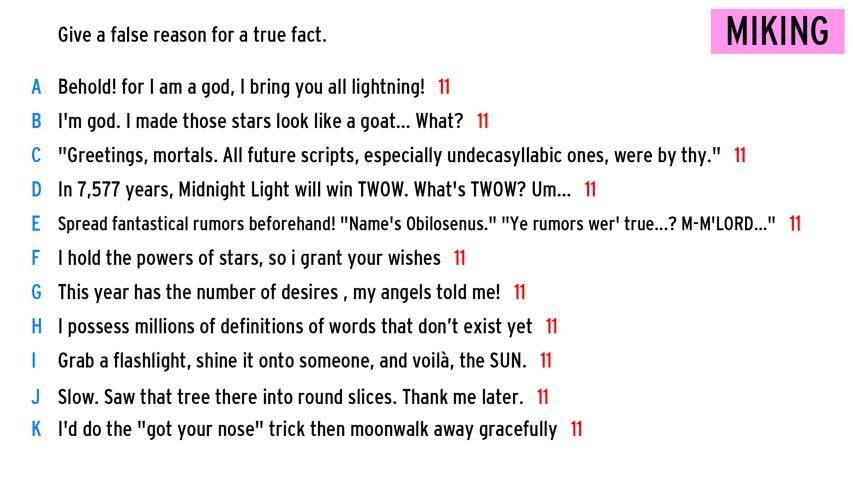 Give a false reason for a true fact.
MIKING
A Behold! for I am a god, I bring you all lightning! 11
B I'm god. I made those stars look like a goat... What? 11
C "Greetings, mortals. All future scripts, especially undecasyllabic ones, were by thy." 11
D In 7,577 years, Midnight Light will win TWOW. What's TWOW? Um... 11
E Spread fantastical rumors beforehand! "Name's Obilosenus." "Ye rumors wer' true...? M-M'LORD..." 11
F I hold the powers of stars, so i grant your wishes 11
G This year has the number of desires , my angels told me! 11
H I possess millions of definitions of words that don’t exist yet 11
I Grab a flashlight, shine it onto someone, and voilà, the SUN. 11
J Slow. Saw that tree there into round slices. Thank me later. 11
K I'd do the "got your nose" trick then moonwalk away gracefully 11